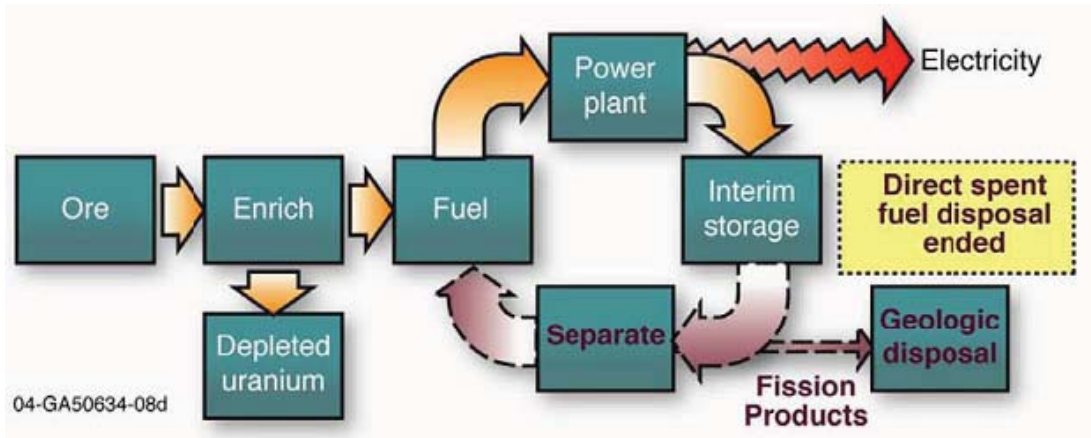 Power
plant
Electricity
Ore
Enrich
Fuel
Interim
storage
Direct spent
fuel disposal
ended
Depleted
uranium
Separate
Geologic
disposal
Fission
Products
04-GA50634-08d